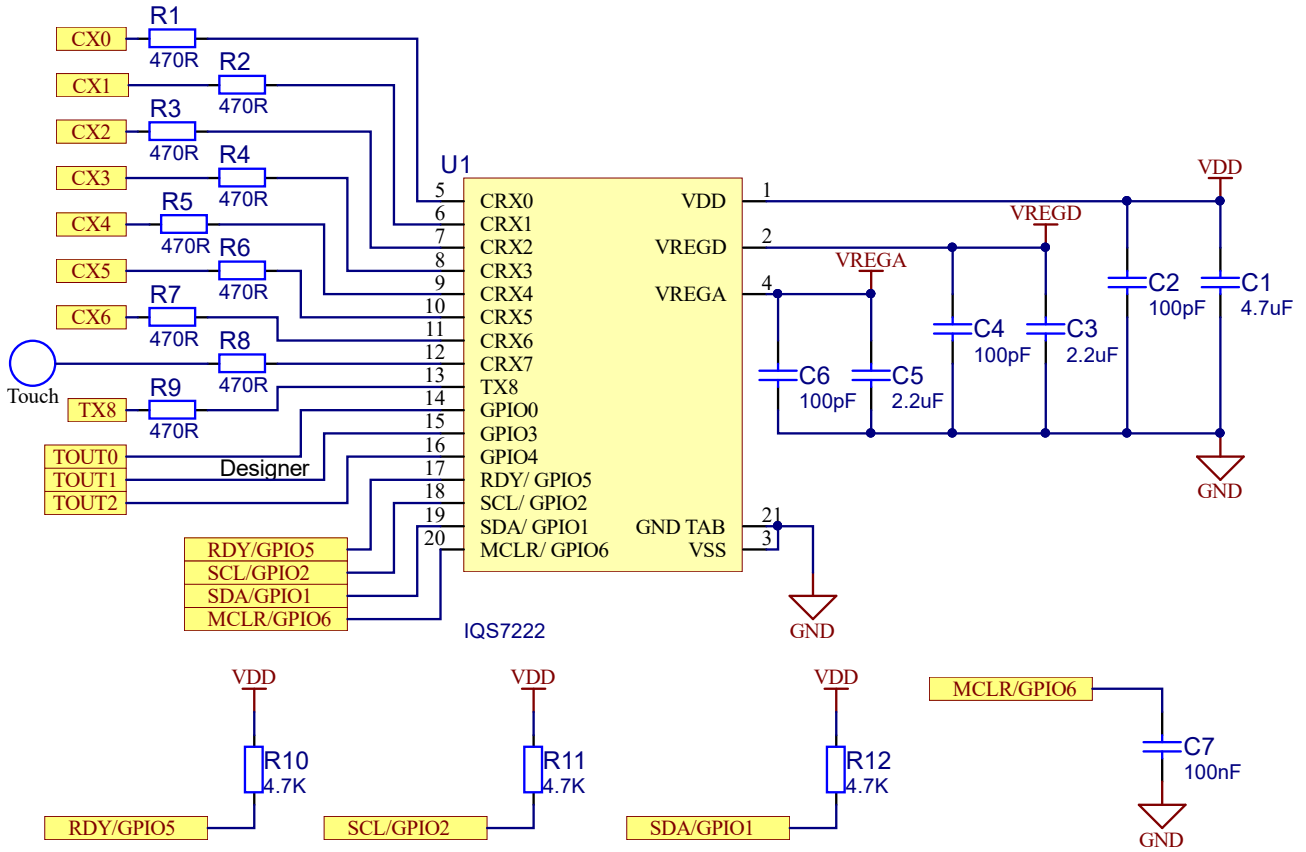 R1
CX0
470R
R2
CX1
470R
R3
CX2
470R
R4
CX3
470R
R5
CX4
470R
R6
CX5
470R
R7
CX6
470R
R8
470R
Touch
R9
TX8
470R
TOUT0
TOUT1
TOUT2
Designer
RDY/GPIO5
SCL/GPIO2
SDA/GPIO1
MCLR/GPIO6
U1
5 CRX0
6 CRX1
7 CRX2
8 CRX3
9 CRX4
10 CRX5
11 CRX6
12 CRX7
13 TX8
14 GPIO0
15 GPIO3
16 GPIO4
17 RDY/ GPIO5
18 SCL/ GPIO2
19 SDA/ GPIO1
20 MCLR/ GPIO6
VDD 1
VREGD 2
VREGA 4
GND TAB 21
VSS 3
IQS7222
VDD
VREGD
VREGA
C2
100pF
C1
4.7uF
C4
100pF
C3
2.2uF
C6
100pF
C5
2.2uF
GND
GND
VDD
R10
4.7K
RDY/GPIO5
VDD
R11
4.7K
SCL/GPIO2
VDD
R12
4.7K
SDA/GPIO1
MCLR/GPIO6
C7
100nF
GND